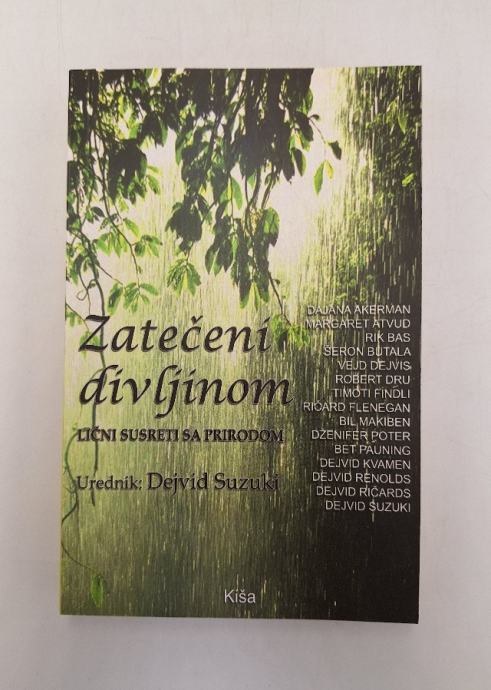 Zatečeni
divljinom
LIČNI SUSRETI SA PRIRODOM
Urednik: Dejvid Suzuki
DAJANA AKERMAN
MARGARET ATVUD
RIK BAS
ŠERON BUTALA
VEJD DEJVIS
ROBERT DRU
TIMOTI FINDLI
RIČARD FLENEGAN
BIL MAKIBEN
DŽENIFER POTER
BET PAUNING
DEJVID KVAMEN
DEJVID RENOLDS
DEJVID RIČARDS
DEJVID SUZUKI
Kiša